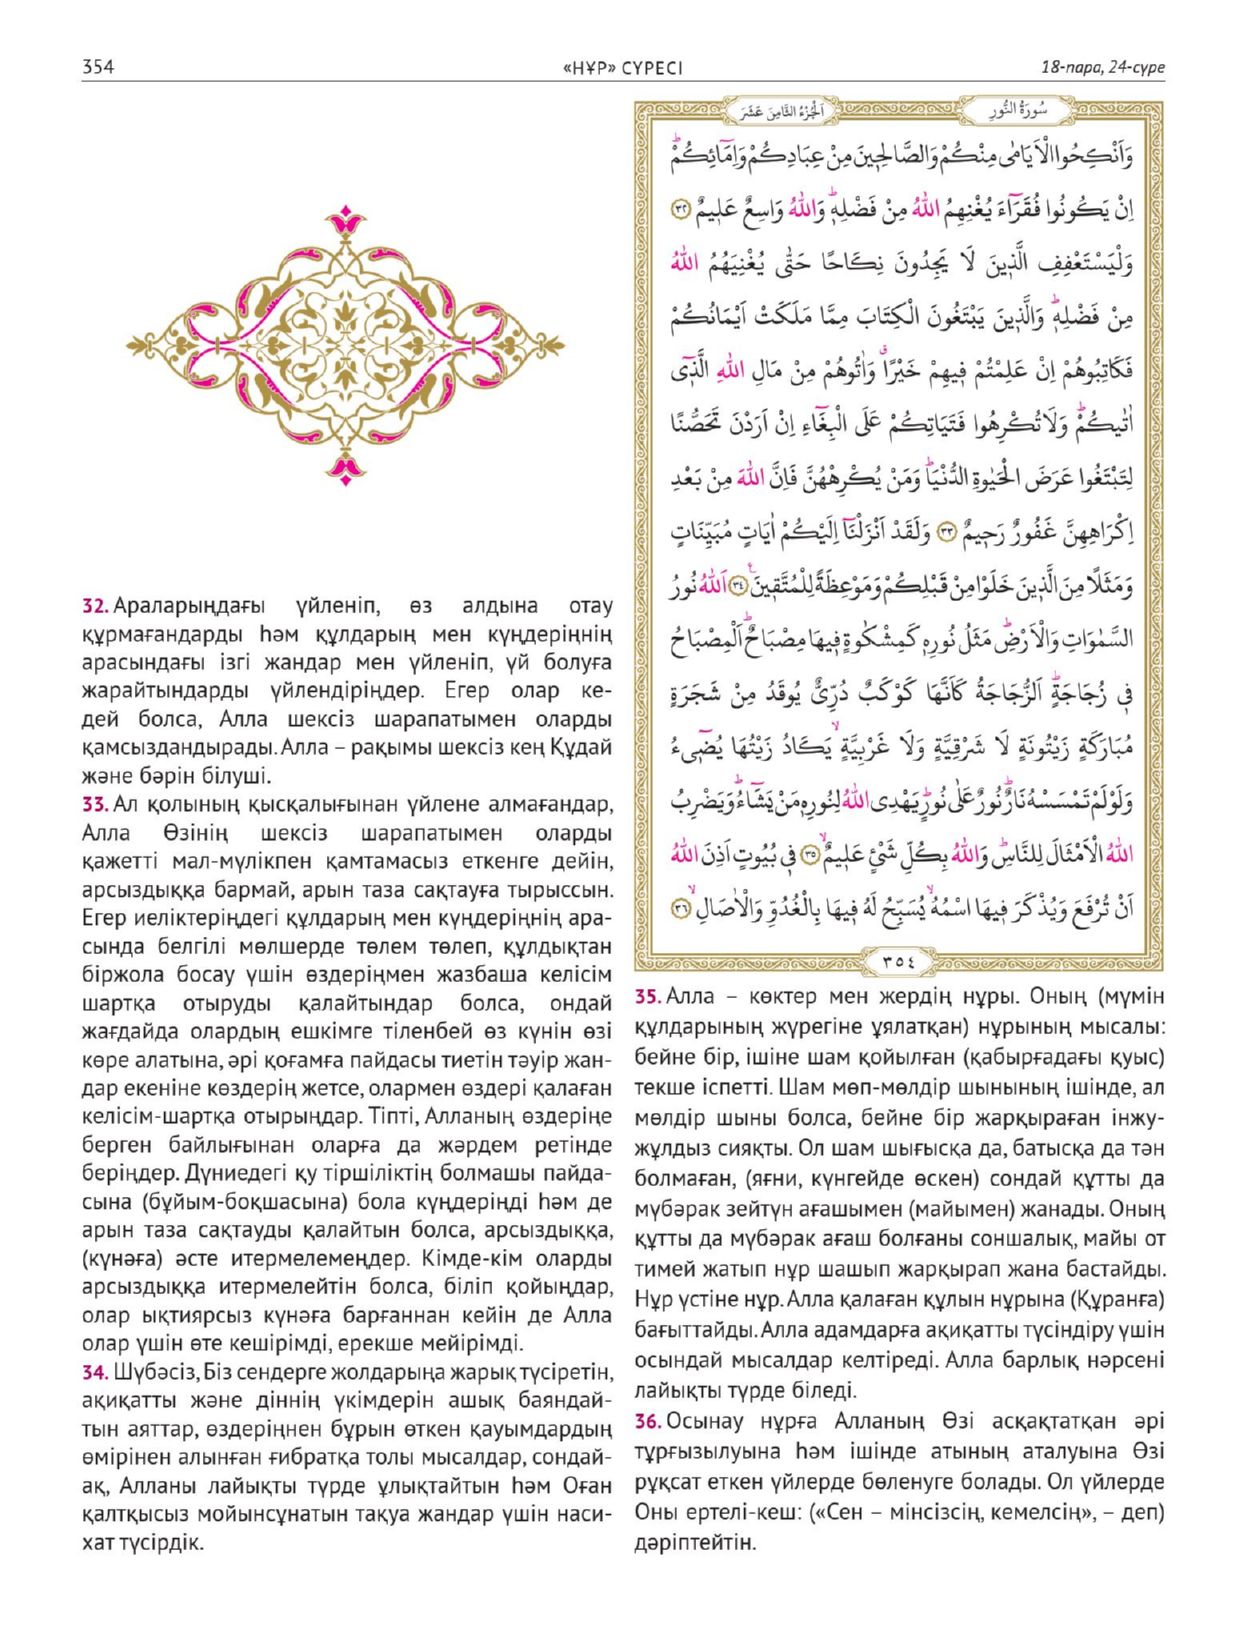 354
«НҰР» СҮРЕСІ
18-пара, 24-сүре
اَلْجُزْءُ الثَّامِنَ عَشَرَ
سُورَةُ النُّورِ
وَاَنْكِحُوا الْاَيَامٰى مِنْكُمْ وَالصَّالِح۪ينَ مِنْ عِبَادِكُمْ وَاِمَٓائِكُمْۜ
اِنْ يَكُونُوا فُقَرَٓاءَ يُغْنِهِمُ اللّٰهُ مِنْ فَضْلِه۪ۜ وَاللّٰهُ وَاسِعٌ عَل۪يمٌ ﴿٣٢﴾
وَلْيَسْتَعْفِفِ الَّذ۪ينَ لَا يَجِدُونَ نِكَاحًا حَتّٰى يُغْنِيَهُمُ اللّٰهُ
مِنْ فَضْلِه۪ۜ وَالَّذ۪ينَ يَبْتَغُونَ الْكِتَابَ مِمَّا مَلَكَتْ اَيْمَانُكُمْ
فَكَاتِبُوهُمْ اِنْ عَلِمْتُمْ ف۪يهِمْ خَيْرًاۗ وَاٰتُوهُمْ مِنْ مَالِ اللّٰهِ الَّذ۪ٓى
اٰتٰيكُمْۜ وَلَا تُكْرِهُوا فَتَيَاتِكُمْ عَلَى الْبِغَٓاءِ اِنْ اَرَدْنَ تَحَصُّنًا
لِتَبْتَغُوا عَرَضَ الْحَيٰوةِ الدُّنْيَاۜ وَمَنْ يُكْرِهْهُنَّ فَاِنَّ اللّٰهَ مِنْ بَعْدِ
اِكْرَاهِهِنَّ غَفُورٌ رَح۪يمٌ ﴿٣٣﴾ وَلَقَدْ اَنْزَلْنَٓا اِلَيْكُمْ اٰيَاتٍ مُبَيِّنَاتٍ
وَمَثَلًا مِنَ الَّذ۪ينَ خَلَوْا مِنْ قَبْلِكُمْ وَمَوْعِظَةً لِلْمُتَّق۪ينَ۟ ﴿٣٤﴾ اَللّٰهُ نُورُ
السَّمٰوَاتِ وَالْاَرْضِۜ مَثَلُ نُورِه۪ كَمِشْكٰوةٍ ف۪يهَا مِصْبَاحٌۜ اَلْمِصْبَاحُ
ف۪ى زُجَاجَةٍۜ اَلزُّجَاجَةُ كَاَنَّهَا كَوْكَبٌ دُرِّىٌّ يُوقَدُ مِنْ شَجَرَةٍ
مُبَارَكَةٍ زَيْتُونَةٍ لَا شَرْقِيَّةٍ وَلَا غَرْبِيَّةٍۙ يَكَادُ زَيْتُهَا يُض۪ٓىءُ
وَلَوْ لَمْ تَمْسَسْهُ نَارٌۜ نُورٌ عَلٰى نُورٍۜ يَهْدِى اللّٰهُ لِنُورِه۪ مَنْ يَشَٓاءُۜ وَيَضْرِبُ
اللّٰهُ الْاَمْثَالَ لِلنَّاسِۜ وَاللّٰهُ بِكُلِّ شَىْءٍ عَل۪يمٌۙ ﴿٣٥﴾ ف۪ى بُيُوتٍ اَذِنَ اللّٰهُ
اَنْ تُرْفَعَ وَيُذْكَرَ ف۪يهَا اسْمُهُۙ يُسَبِّحُ لَهُ ف۪يهَا بِالْغُدُوِّ وَالْاٰصَالِۙ ﴿٣٦﴾
٣٥٤
32. Араларыңдағы үйленіп, өз алдына отау
құрмағандарды һәм құлдарың мен күңдеріңнің
арасындағы ізгі жандар мен үйленіп, үй болуға
жарайтындарды үйлендіріңдер. Егер олар ке-
дей болса, Алла шексіз шарапатымен оларды
қамсыздандырады. Алла – рақымы шексіз кең Құдай
және бәрін білуші.
33. Ал қолының қысқалығынан үйлене алмағандар,
Алла Өзінің шексіз шарапатымен оларды
қажетті мал-мүлікпен қамтамасыз еткенге дейін,
арсыздыққа бармай, арын таза сақтауға тырыссын.
Егер иеліктеріңдегі құлдарың мен күңдеріңнің ара-
сында белгілі мөлшерде төлем төлеп, құлдықтан
біржола босау үшін өздеріңмен жазбаша келісім
шартқа отыруды қалайтындар болса, ондай
жағдайда олардың ешкімге тіленбей өз күнін өзі
көре алатына, әрі қоғамға пайдасы тиетін тәуір жан-
дар екеніне көздерің жетсе, олармен өздері қалаған
келісім-шартқа отырыңдар. Тіпті, Алланың өздеріңе
берген байлығынан оларға да жәрдем ретінде
беріңдер. Дүниедегі қу тіршіліктің болмашы пайда-
сына (бұйым-боқшасына) бола күңдеріңді һәм де
арын таза сақтауды қалайтын болса, арсыздыққа,
(күнәға) әсте итермелемеңдер. Кімде-кім оларды
арсыздыққа итермелейтін болса, біліп қойыңдар,
олар ықтиярсыз күнәға барғаннан кейін де Алла
олар үшін өте кешірімді, ерекше мейірімді.
34. Шүбәсіз, Біз сендерге жолдарыңа жарық түсіретін,
ақиқатты және діннің үкімдерін ашық баяндай-
тын аяттар, өздеріңнен бұрын өткен қауымдардың
өмірінен алынған ғибратқа толы мысалдар, сондай-
ақ, Алланы лайықты түрде ұлықтайтын һәм Оған
қалтқысыз мойынсұнатын тақуа жандар үшін наси-
хат түсірдік.
35. Алла – көктер мен жердің нұры. Оның (мүмін
құлдарының жүрегіне ұялатқан) нұрының мысалы:
бейне бір, ішіне шам қойылған (қабырғадағы қуыс)
текше іспетті. Шам мөп-мөлдір шынының ішінде, ал
мөлдір шыны болса, бейне бір жарқыраған інжу-
жұлдыз сияқты. Ол шам шығысқа да, батысқа да тән
болмаған, (яғни, күнгейде өскен) сондай құтты да
мүбәрак зейтүн ағашымен (майымен) жанады. Оның
құтты да мүбәрак ағаш болғаны соншалық, майы от
тимей жатып нұр шашып жарқырап жана бастайды.
Нұр үстіне нұр. Алла қалаған құлын нұрына (Құранға)
бағыттайды. Алла адамдарға ақиқатты түсіндіру үшін
осындай мысалдар келтіреді. Алла барлық нәрсені
лайықты түрде біледі.
36. Осынау нұрға Алланың Өзі асқақтатқан әрі
тұрғызылуына һәм ішінде атының аталуына Өзі
рұқсат еткен үйлерде бөленуге болады. Ол үйлерде
Оны ертелі-кеш: («Сен – мінсізсің, кемелсің», – деп)
дәріптейтін.